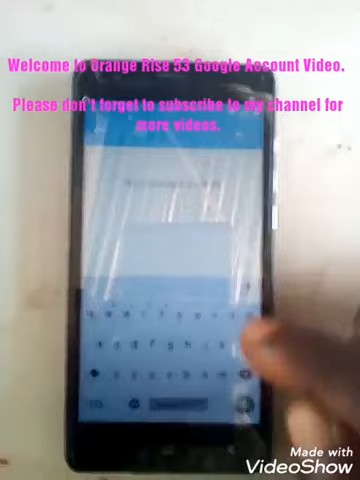 Welcome to Orange Rise 53 Google Account Video.
Please don't forget to subscribe to my channel for
more videos.
Made with
VideoShow